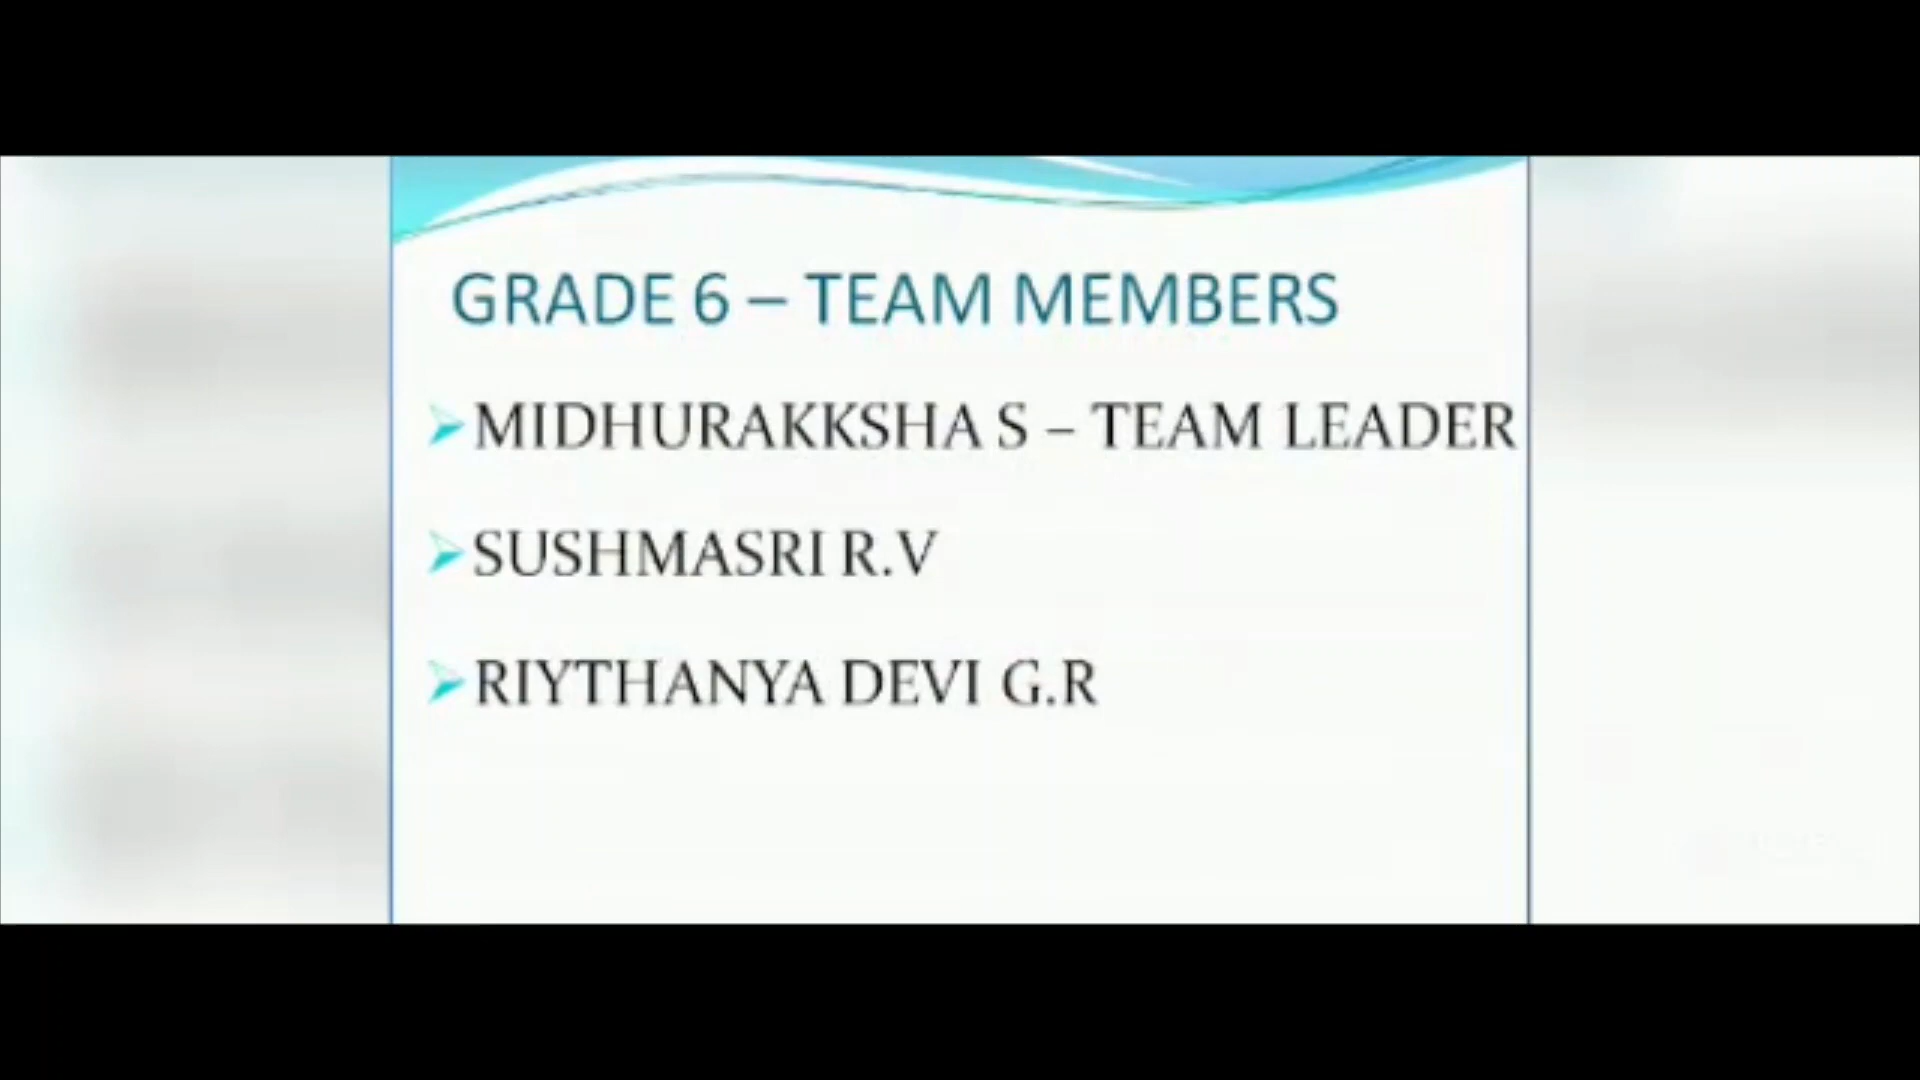 GRADE 6 – TEAM MEMBERS
MIDHURAKKSHA S – TEAM LEADER
SUSHMASRI R.V
RIYTHANYA DEVI G.R